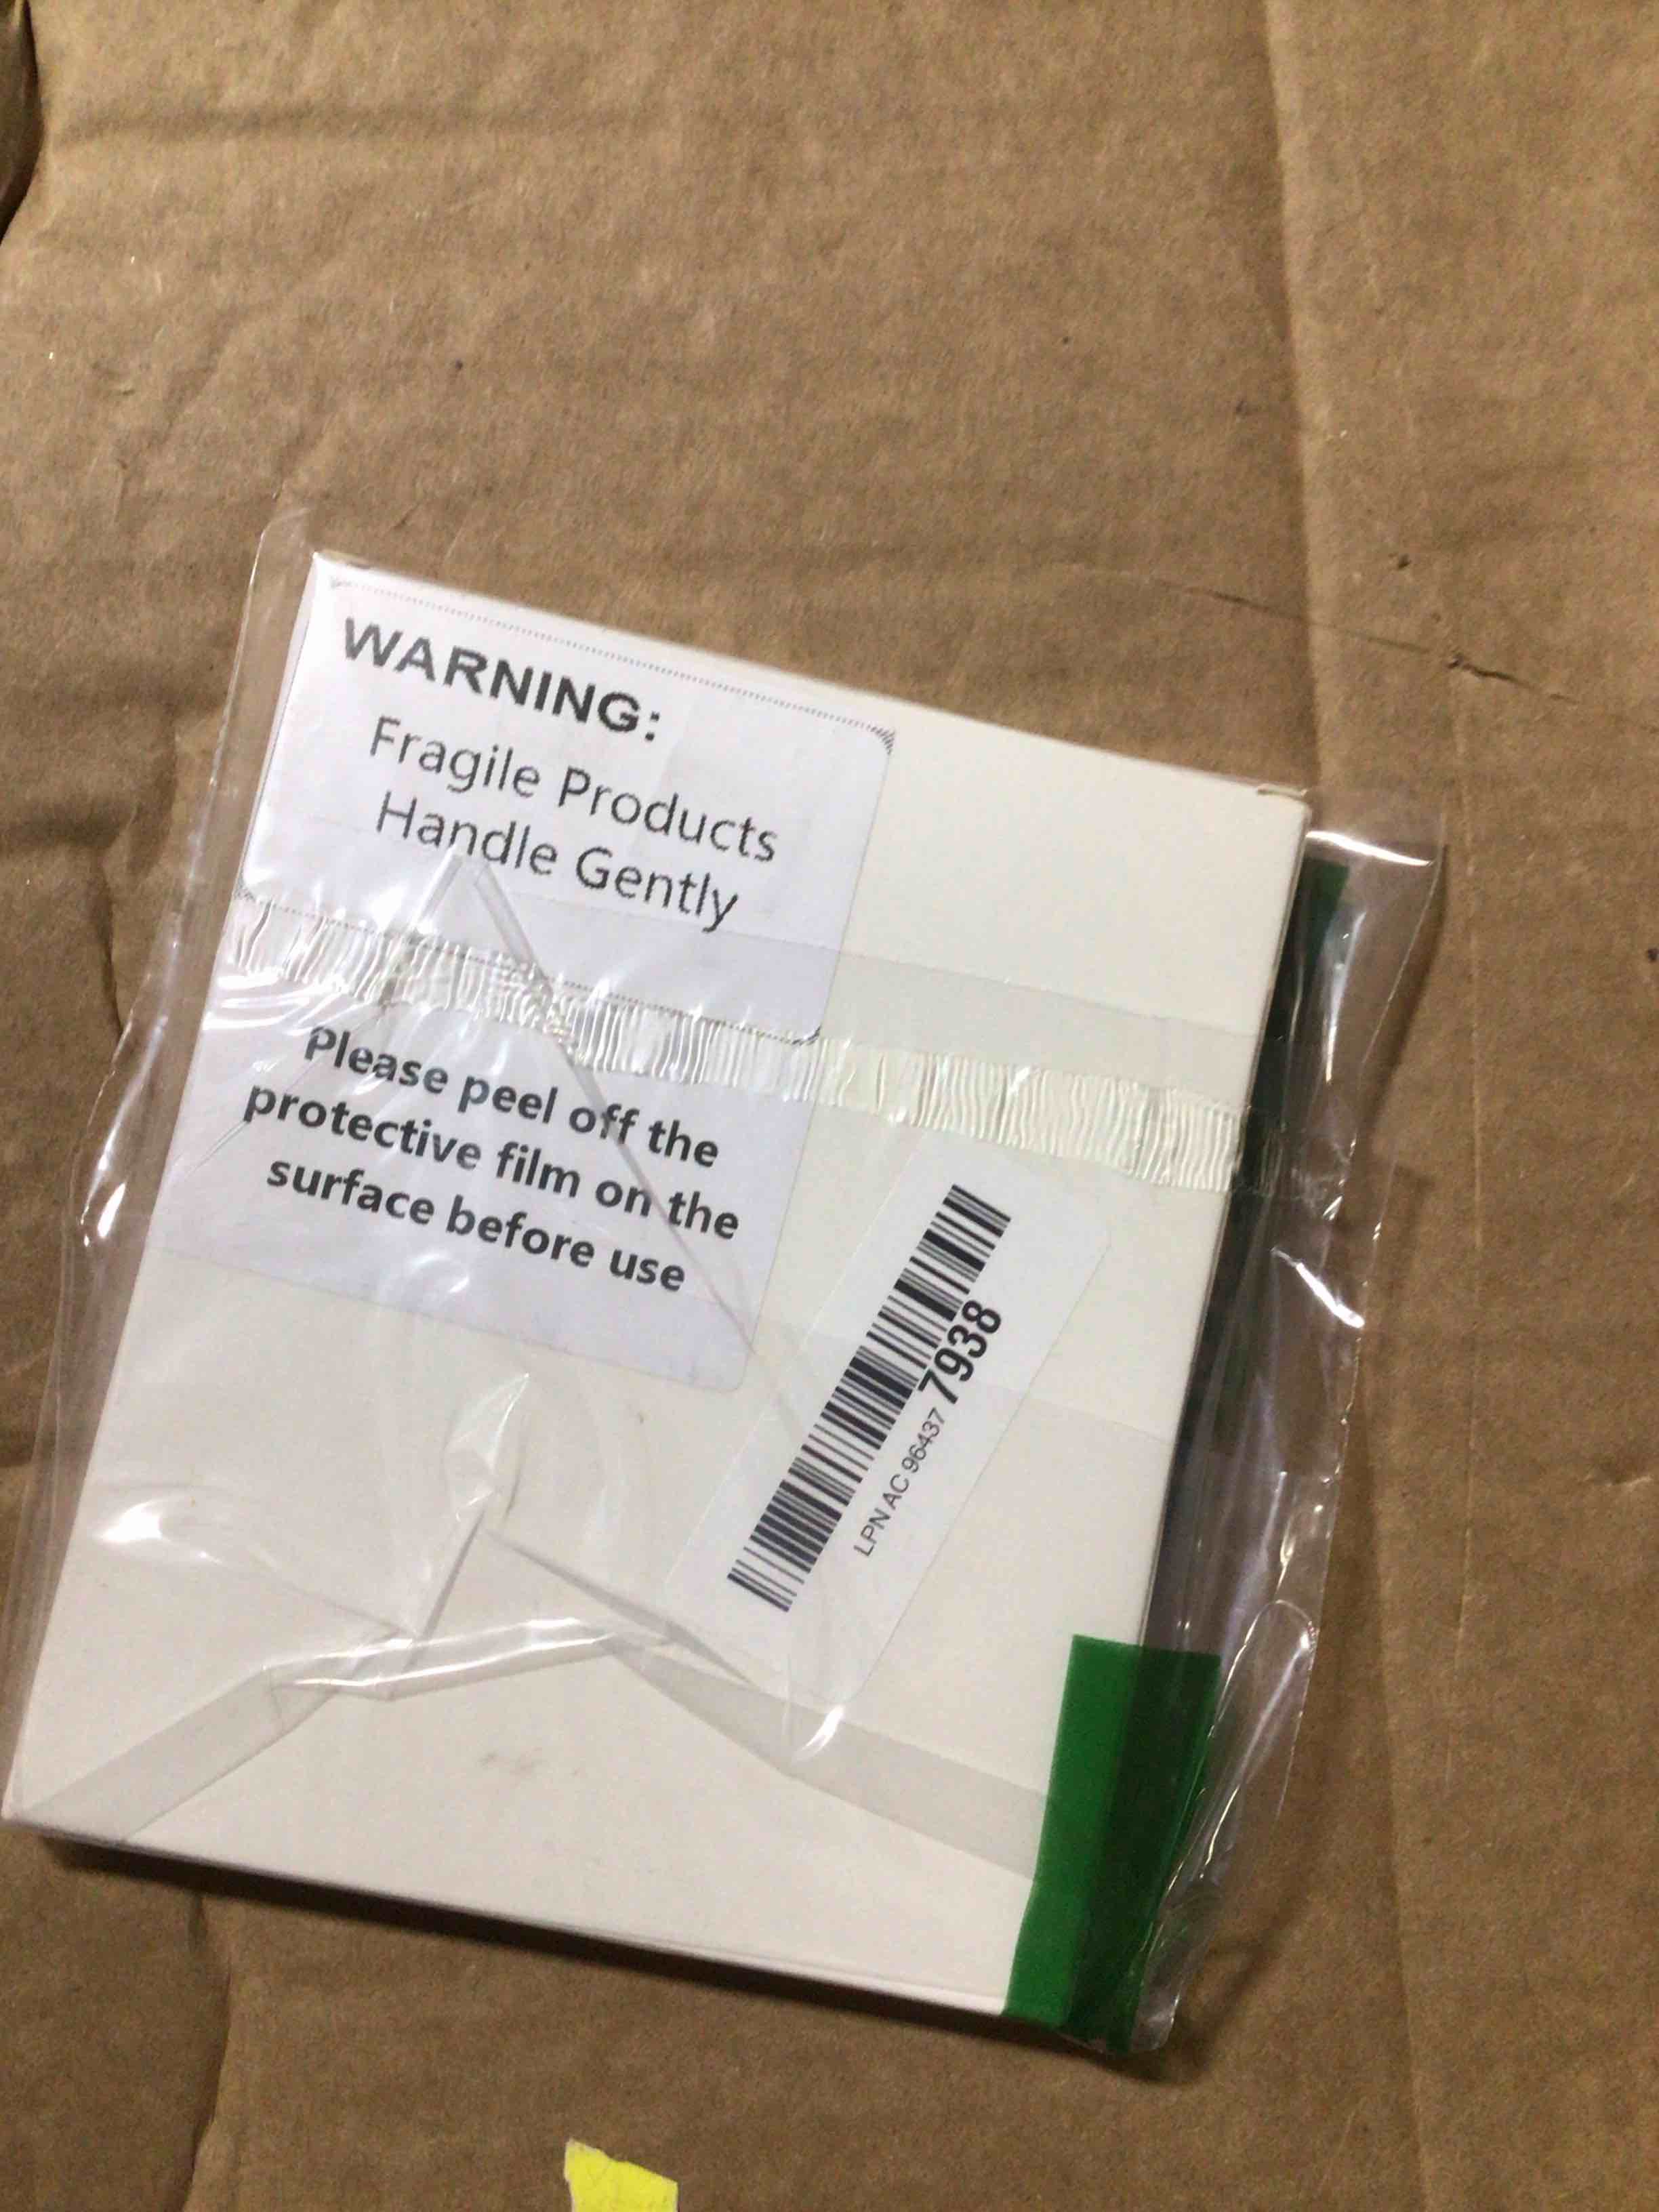 WARNING:
Fragile Products
Handle Gently
Please peel off the
protective film on the
surface before use
LPN AC 96437 7938